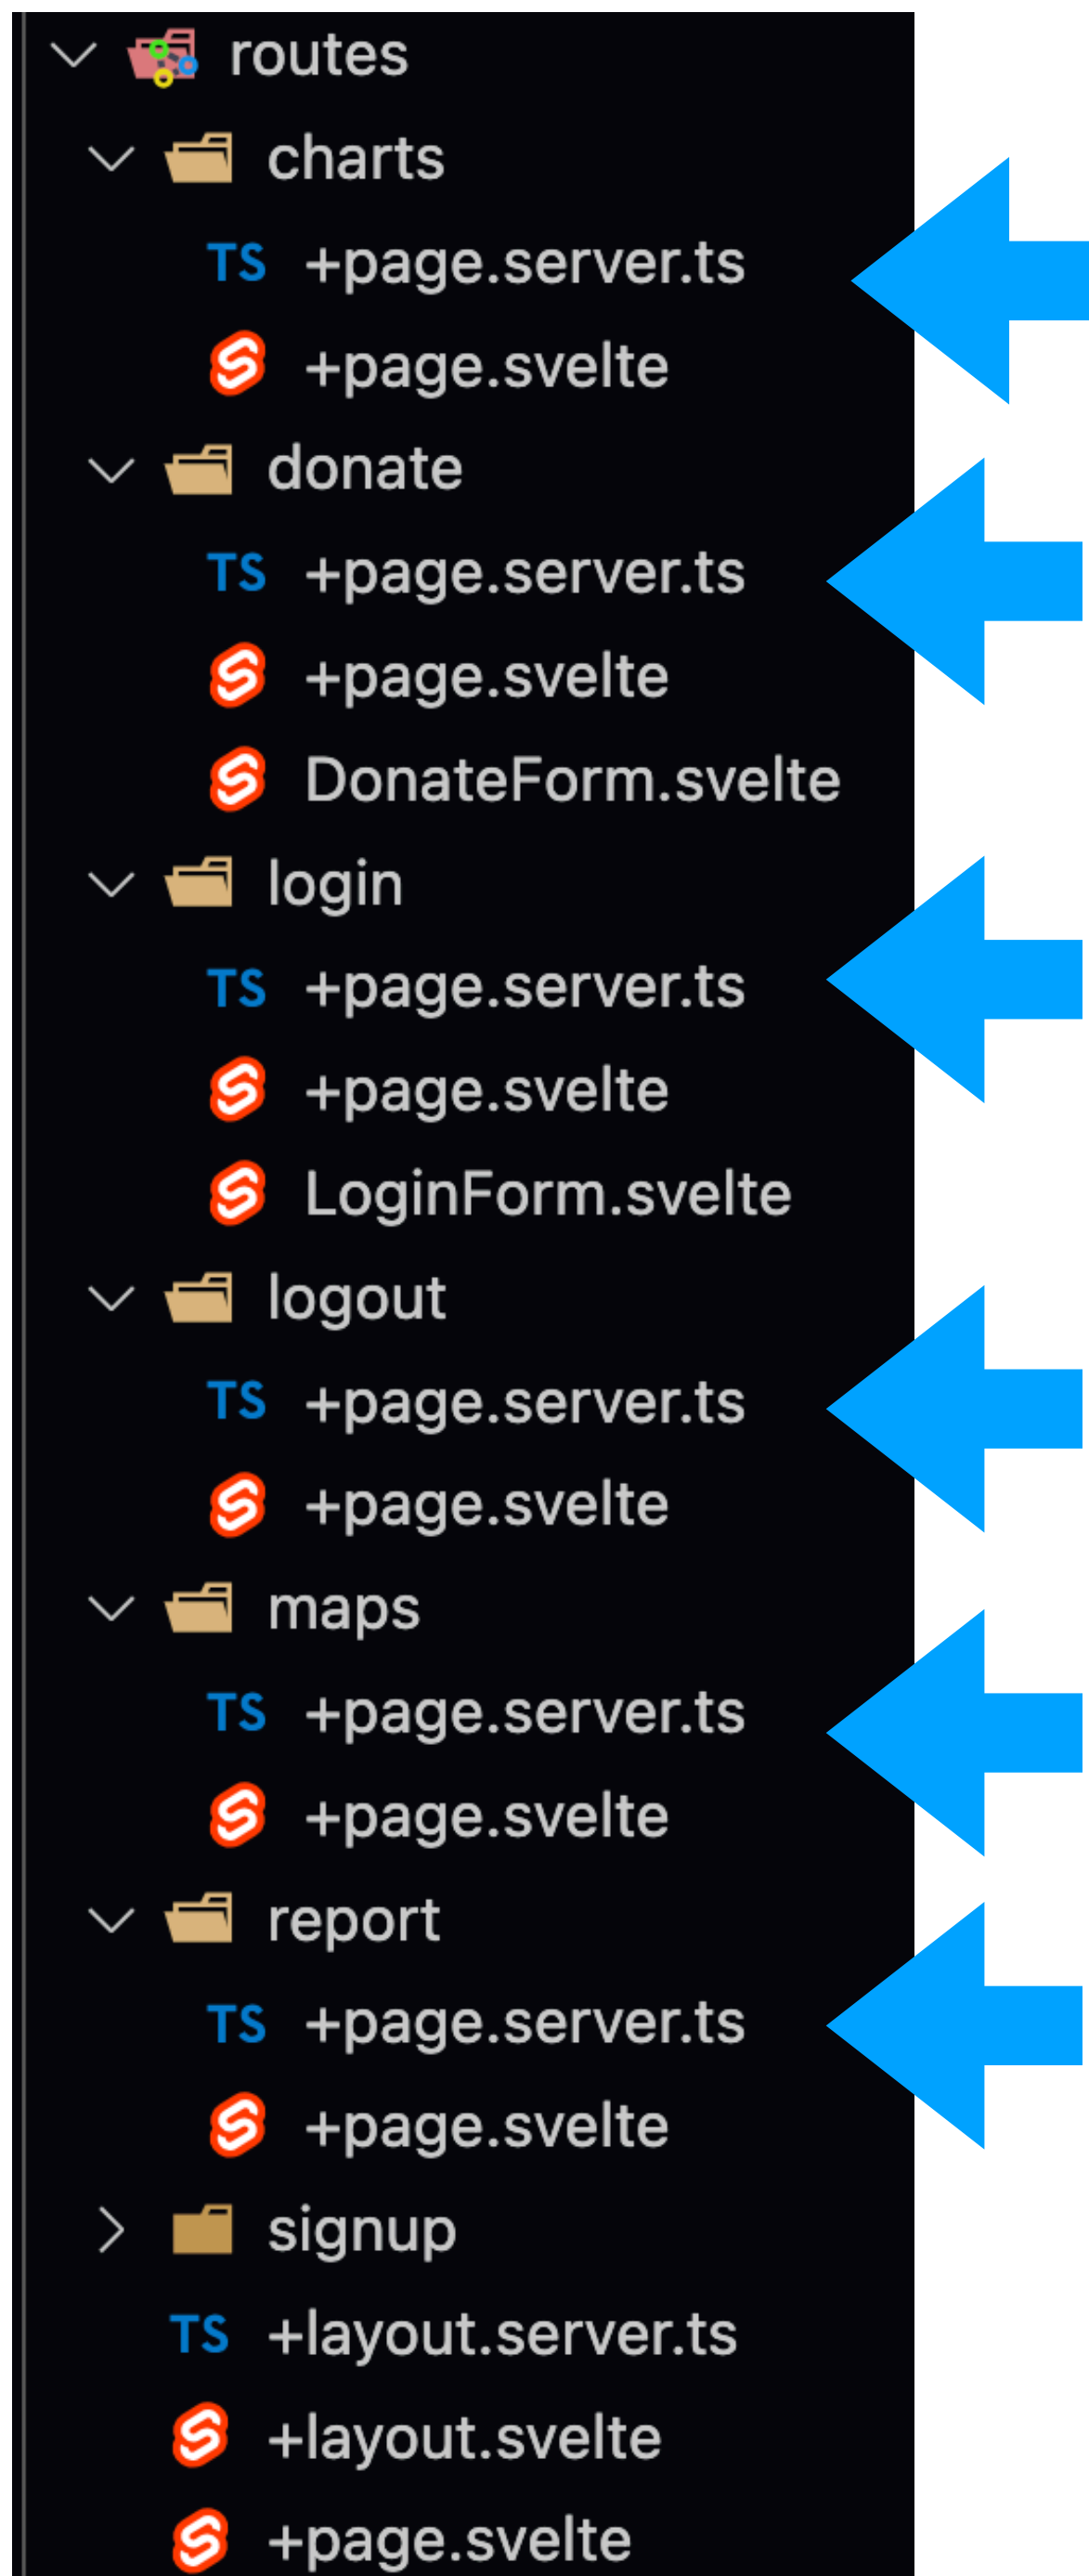 routes
charts
TS +page.server.ts
+page.svelte
donate
TS +page.server.ts
+page.svelte
DonateForm.svelte
login
TS +page.server.ts
+page.svelte
LoginForm.svelte
logout
TS +page.server.ts
+page.svelte
maps
TS +page.server.ts
+page.svelte
report
TS +page.server.ts
+page.svelte
signup
TS +layout.server.ts
+layout.svelte
+page.svelte